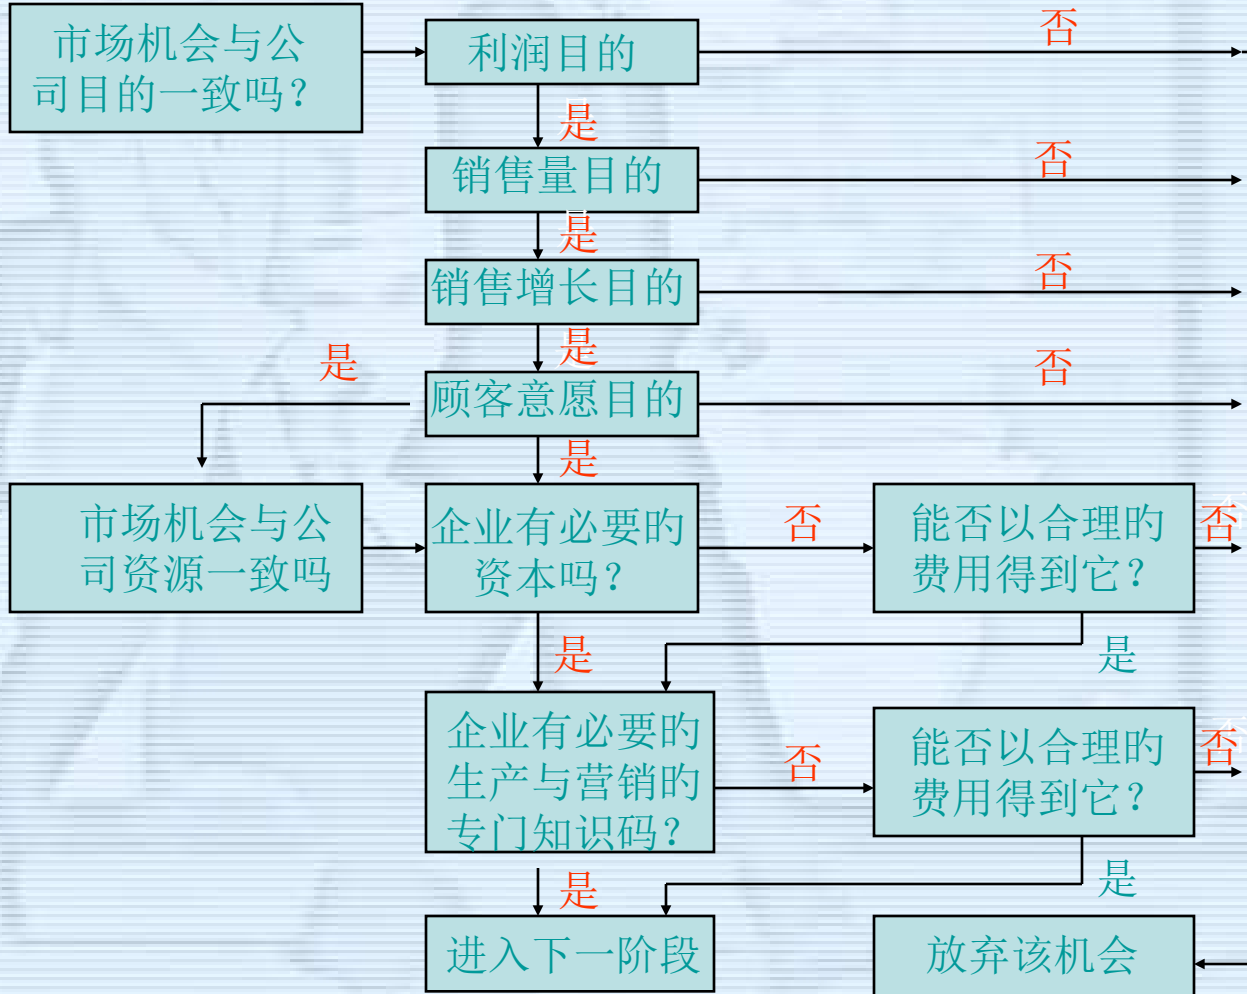 市场机会与公
司目的一致吗？
利润目的
否
是
销售量目的
否
是
销售增长目的
否
是
是
顾客意愿目的
否
是
市场机会与公
司资源一致吗
企业有必要旳
资本吗？
否
能否以合理旳
费用得到它？
否
是
是
企业有必要旳
生产与营销旳
专门知识码？
否
能否以合理旳
费用得到它？
否
是
是
进入下一阶段
放弃该机会